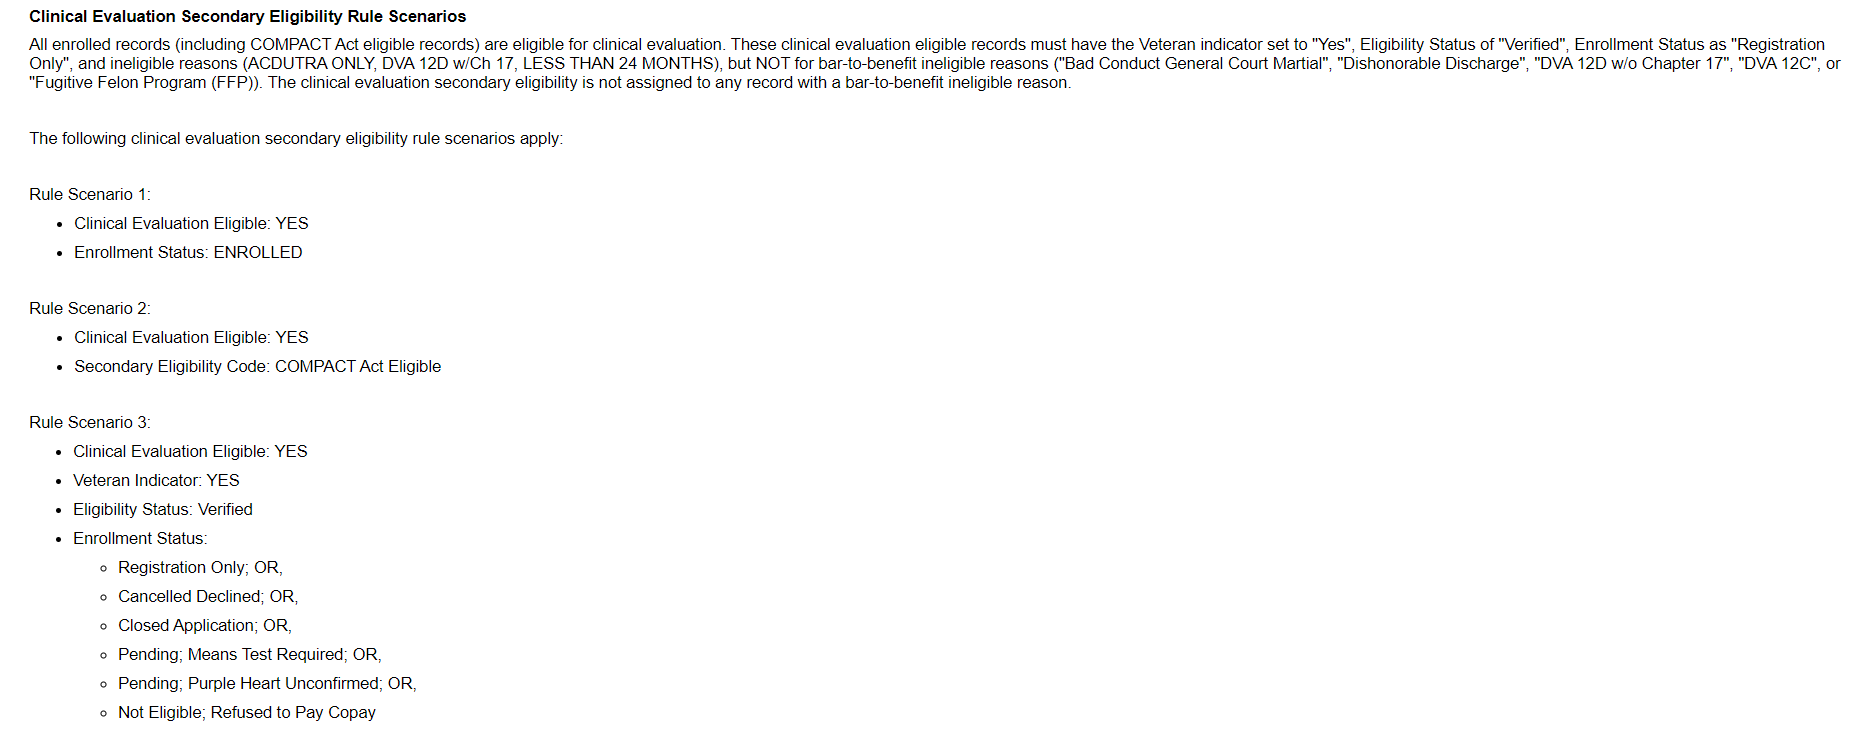 Clinical Evaluation Secondary Eligibility Rule Scenarios
All enrolled records (including COMPACT Act eligible records) are eligible for clinical evaluation. These clinical evaluation eligible records must have the Veteran indicator set to "Yes", Eligibility Status of "Verified", Enrollment Status as "Registration
Only", and ineligible reasons (ACDUTRA ONLY, DVA 12D w/Ch 17, LESS THAN 24 MONTHS), but NOT for bar-to-benefit ineligible reasons ("Bad Conduct General Court Martial", "Dishonorable Discharge", "DVA 12D w/o Chapter 17", "DVA 12C", or
"Fugitive Felon Program (FFP)). The clinical evaluation secondary eligibility is not assigned to any record with a bar-to-benefit ineligible reason.
The following clinical evaluation secondary eligibility rule scenarios apply:
Rule Scenario 1:
• Clinical Evaluation Eligible: YES
• Enrollment Status: ENROLLED
Rule Scenario 2:
• Clinical Evaluation Eligible: YES
• Secondary Eligibility Code: COMPACT Act Eligible
Rule Scenario 3:
• Clinical Evaluation Eligible: YES
• Veteran Indicator: YES
• Eligibility Status: Verified
• Enrollment Status:
◦ Registration Only; OR,
◦ Cancelled Declined; OR,
◦ Closed Application; OR,
◦ Pending; Means Test Required; OR,
◦ Pending; Purple Heart Unconfirmed; OR,
◦ Not Eligible; Refused to Pay Copay